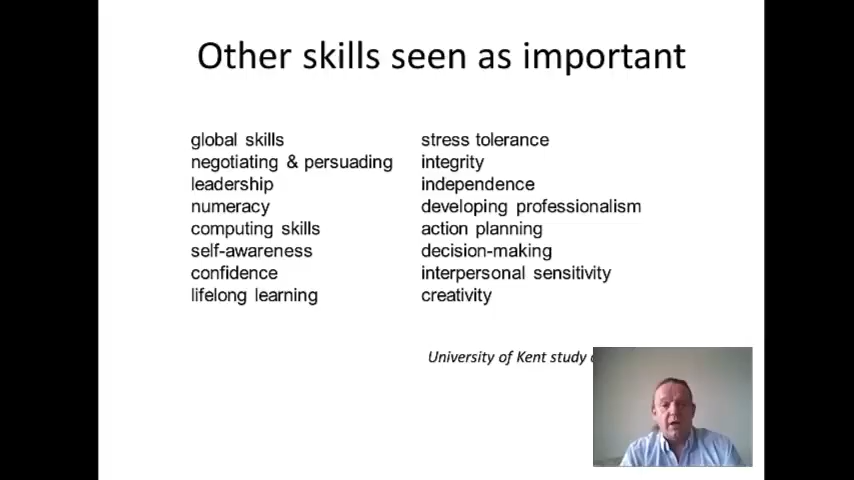 Other skills seen as important
global skills
negotiating & persuading
leadership
numeracy
computing skills
self-awareness
confidence
lifelong learning
stress tolerance
integrity
independence
developing professionalism
action planning
decision-making
interpersonal sensitivity
creativity
University of Kent study